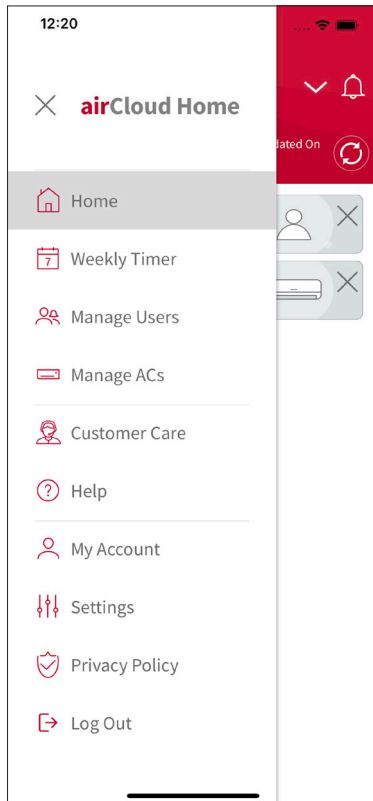 12:20
airCloud Home
lated On
Home
7
Weekly Timer
Manage Users
Manage ACs
Customer Care
? Help
My Account
Settings
Privacy Policy
Log Out